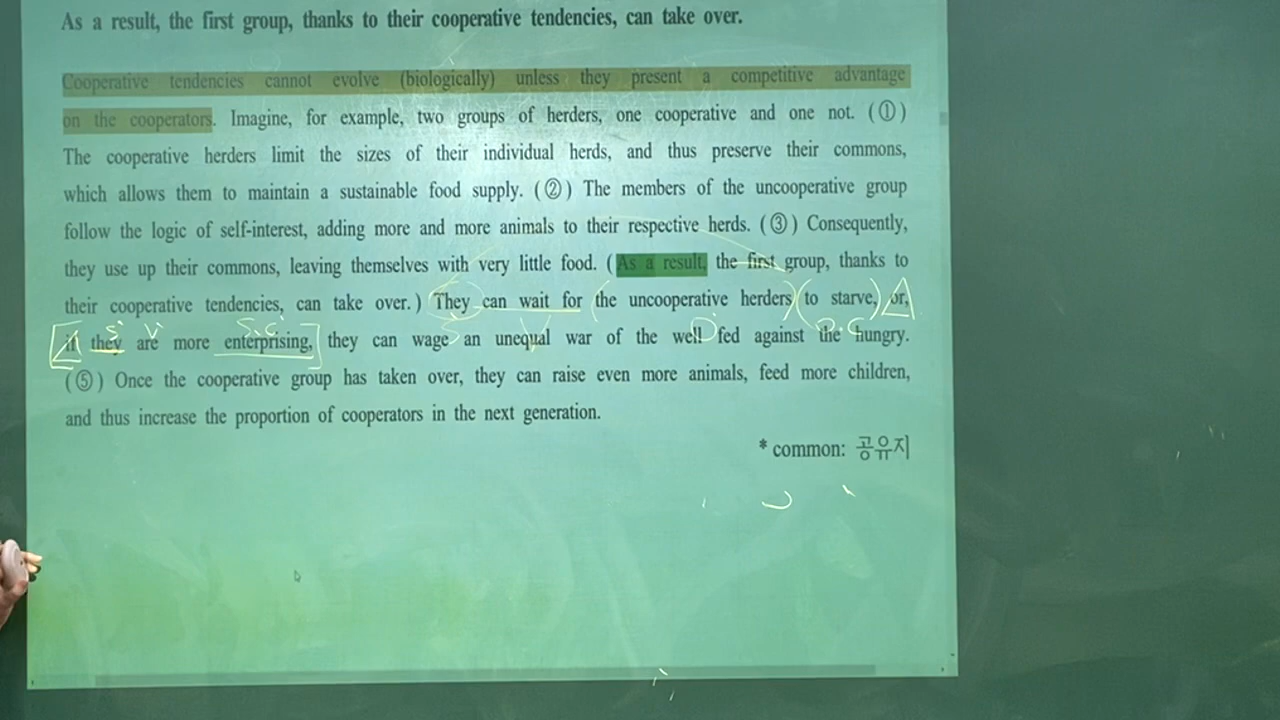 As a result, the first group, thanks to their cooperative tendencies, can take over.
Cooperative tendencies cannot evolve (biologically) unless they present a competitive advantage
on the cooperators. Imagine, for example, two groups of herders, one cooperative and one not. (①)
The cooperative herders limit the sizes of their individual herds, and thus preserve their commons,
which allows them to maintain a sustainable food supply. (②) The members of the uncooperative group
follow the logic of self-interest, adding more and more animals to their respective herds. (③) Consequently,
they use up their commons, leaving themselves with very little food. (As a result, the first group, thanks to
their cooperative tendencies, can take over.) They can wait for the uncooperative herders to starve, or,
if they are more enterprising, they can wage an unequal war of the well fed against the hungry.
(⑤) Once the cooperative group has taken over, they can raise even more animals, feed more children,
and thus increase the proportion of cooperators in the next generation.
* common: 공유지